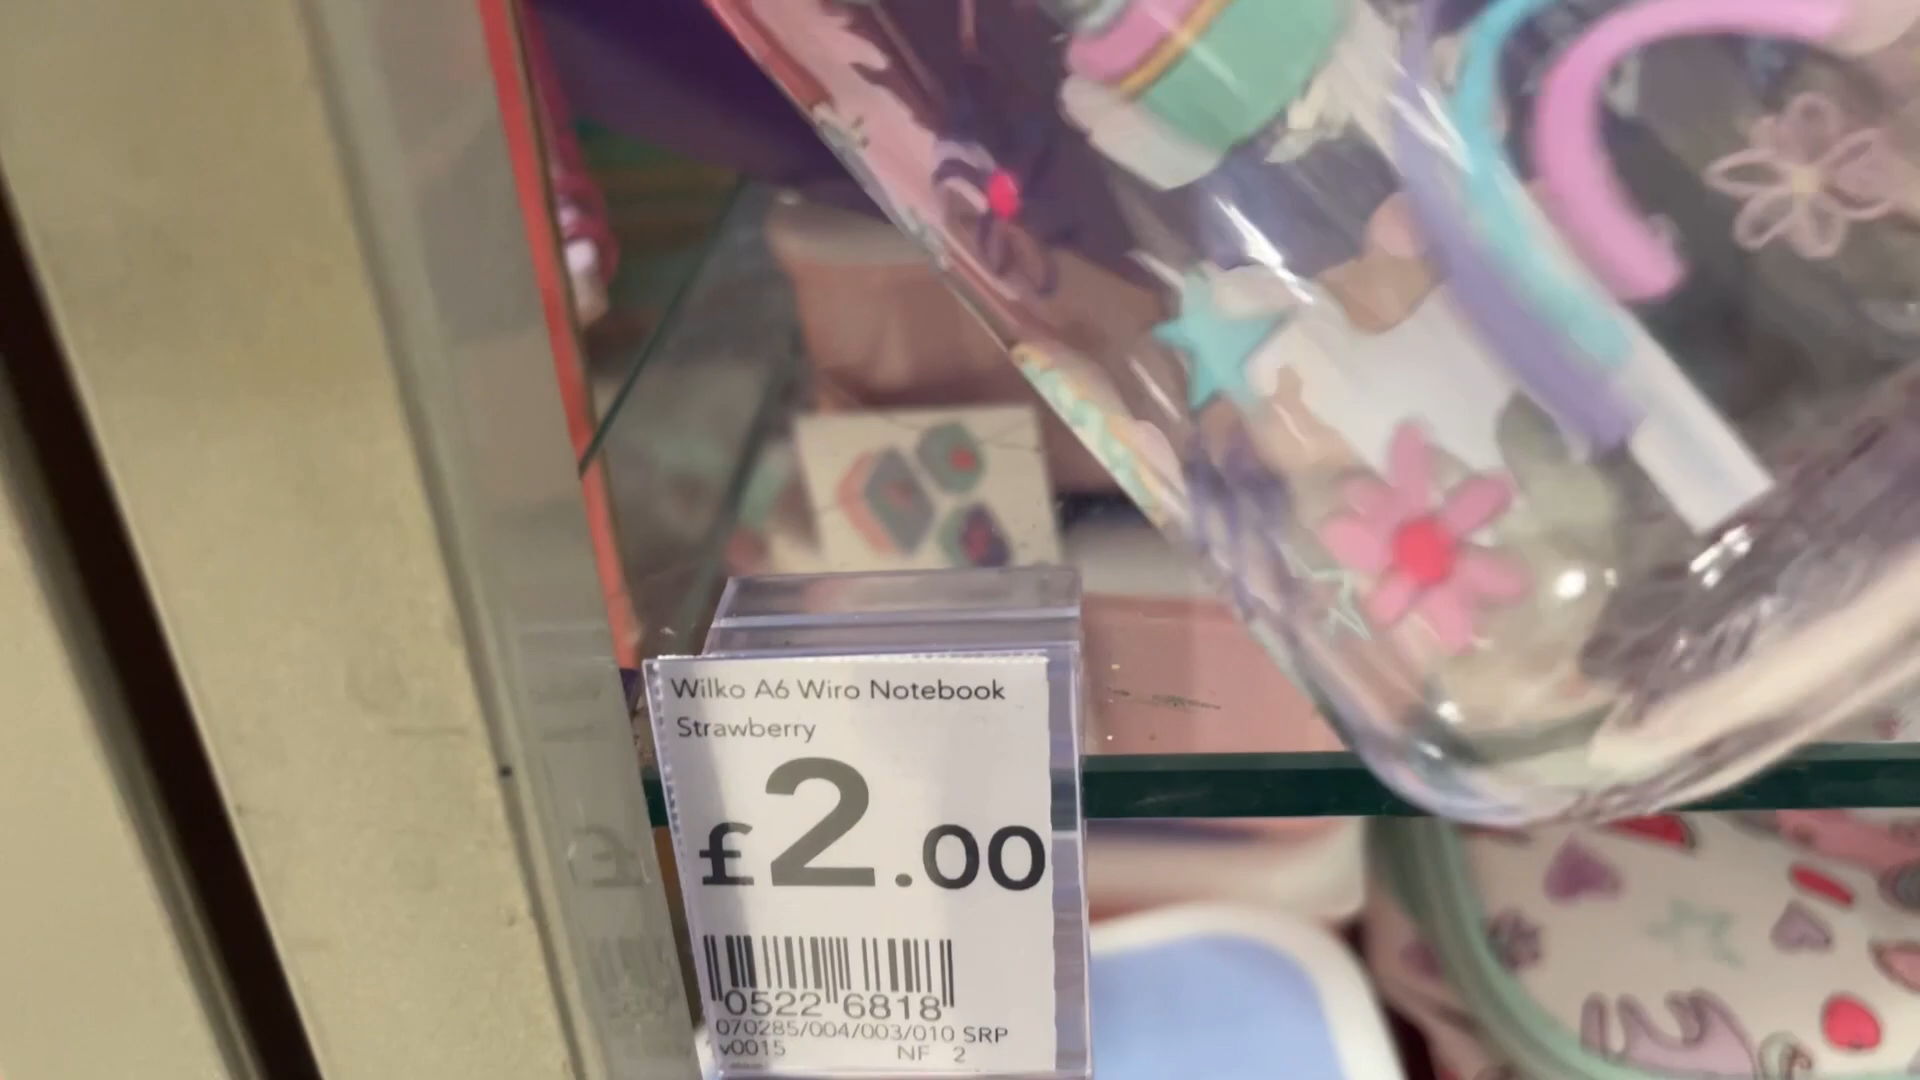 Wilko A6 Wiro Notebook
Strawberry
£2.00
0522 6818
070285/004/003/010 SRP
v0015 NF 2